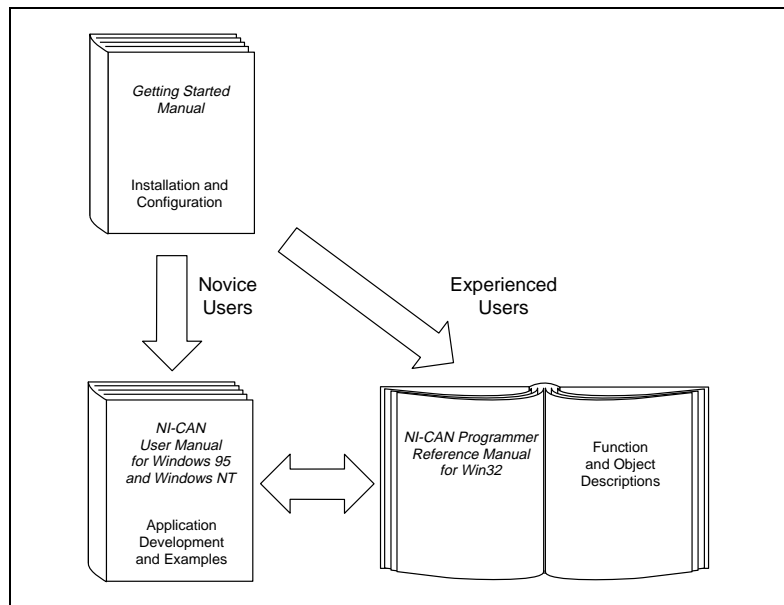 Getting Started
Manual
Installation and
Configuration
Novice
Users
Experienced
Users
NI-CAN
User Manual
for Windows 95
and Windows NT
Application
Development
and Examples
NI-CAN Programmer
Reference Manual
for Win32
Function
and Object
Descriptions